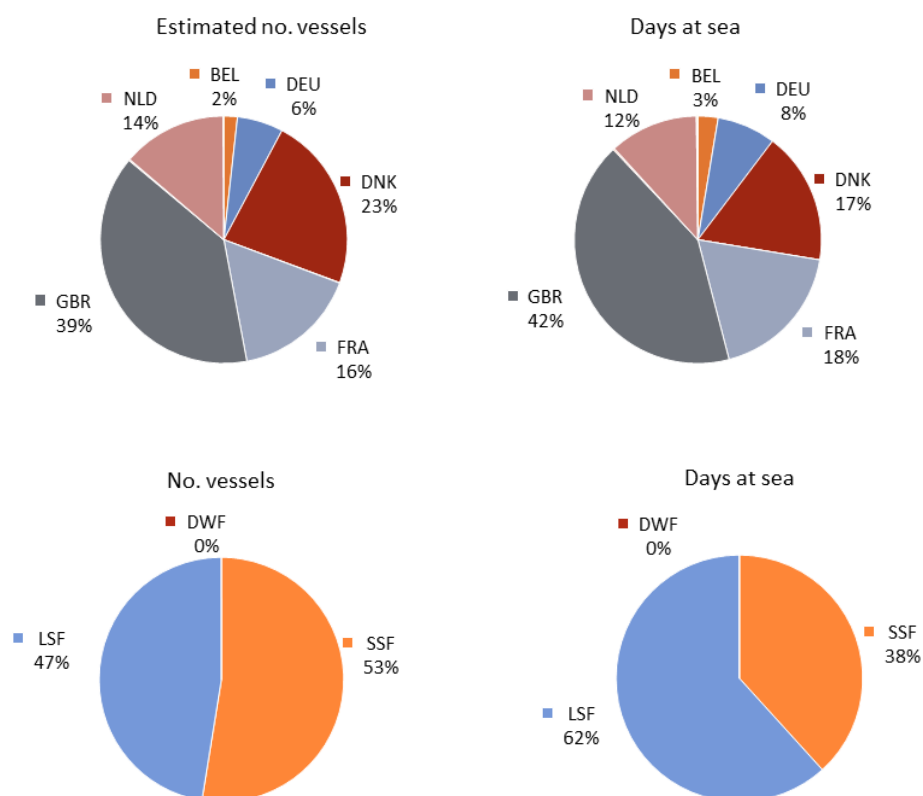 Estimated no. vessels
BEL
2%
DEU
6%
DNK
23%
FRA
16%
GBR
39%
NLD
14%
Days at sea
BEL
3%
DEU
8%
DNK
17%
FRA
18%
GBR
42%
NLD
12%
No. vessels
DWF
0%
SSF
53%
LSF
47%
Days at sea
DWF
0%
SSF
38%
LSF
62%